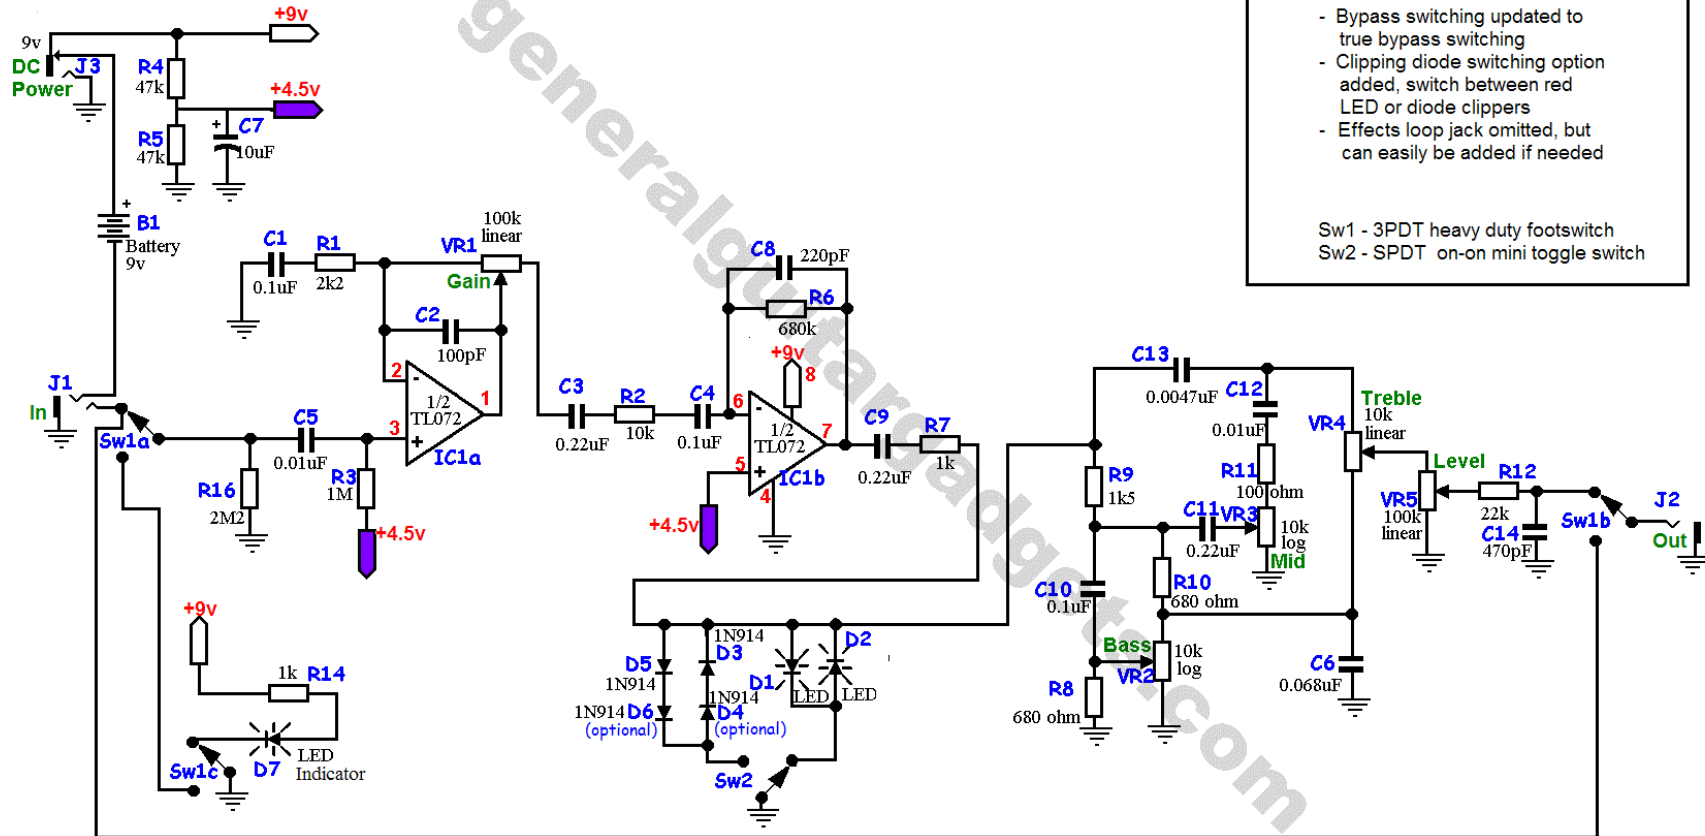 +9v
9v
DC
Power
J3
R4
47k
+4.5v
R5
47k
+
C7
10uF
+
B1
Battery
9v
- Bypass switching updated to
true bypass switching
- Clipping diode switching option
added, switch between red
LED or diode clippers
- Effects loop jack omitted, but
can easily be added if needed
Sw1 - 3PDT heavy duty footswitch
Sw2 - SPDT on-on mini toggle switch
generalguitargadgets.com
C1
0.1uF
R1
2k2
VR1
100k
linear
Gain
C2
100pF
J1
In
Sw1a
C5
0.01uF
R16
2M2
R3
1M
+4.5v
2
-
3
+
1
1/2
TL072
IC1a
C3
0.22uF
R2
10k
C4
0.1uF
C8
220pF
R6
680k
+9v
8
6
-
5
+
7
4
1/2
TL072
IC1b
+4.5v
C9
0.22uF
R7
1k
C13
0.0047uF
C12
0.01uF
Treble
10k
linear
VR4
R9
1k5
R11
100 ohm
C11
0.22uF
VR3
10k
log
Mid
Level
VR5
100k
linear
R12
22k
C14
470pF
Sw1b
J2
Out
C10
0.1uF
R10
680 ohm
Bass
VR2
10k
log
R8
680 ohm
C6
0.068uF
+9v
1k
R14
D7
LED
Indicator
Sw1c
D5
1N914
1N914
D6
(optional)
1N914
D3
1N914
D4
(optional)
D1
LED
D2
LED
Sw2